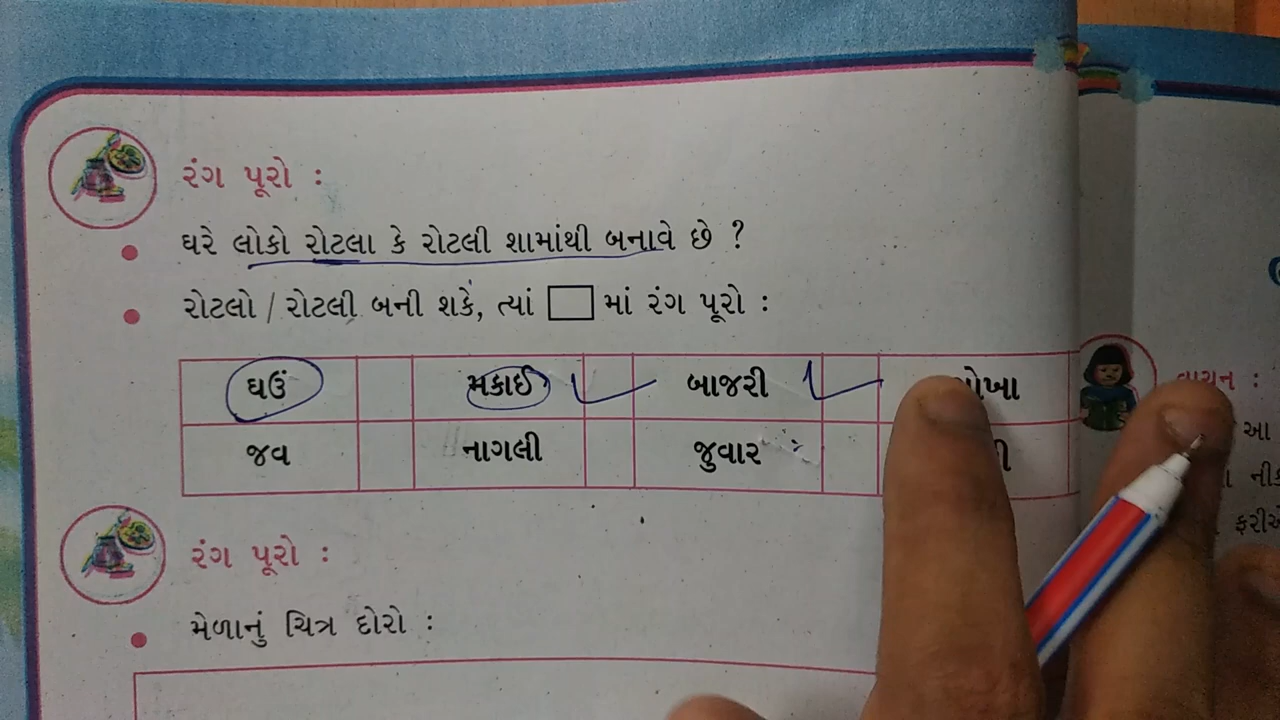 રંગ પૂરો :
ઘરે લોકો રોટલા કે રોટલી શામાંથી બનાવે છે ?
રોટલો / રોટલી બની શકે, ત્યાં માં રંગ પૂરો :
ઘઉં મકાઈ બાજરી
જવ નાગલી જુવાર
રંગ પૂરો :
મેળાનું ચિત્ર દોરો :
આ